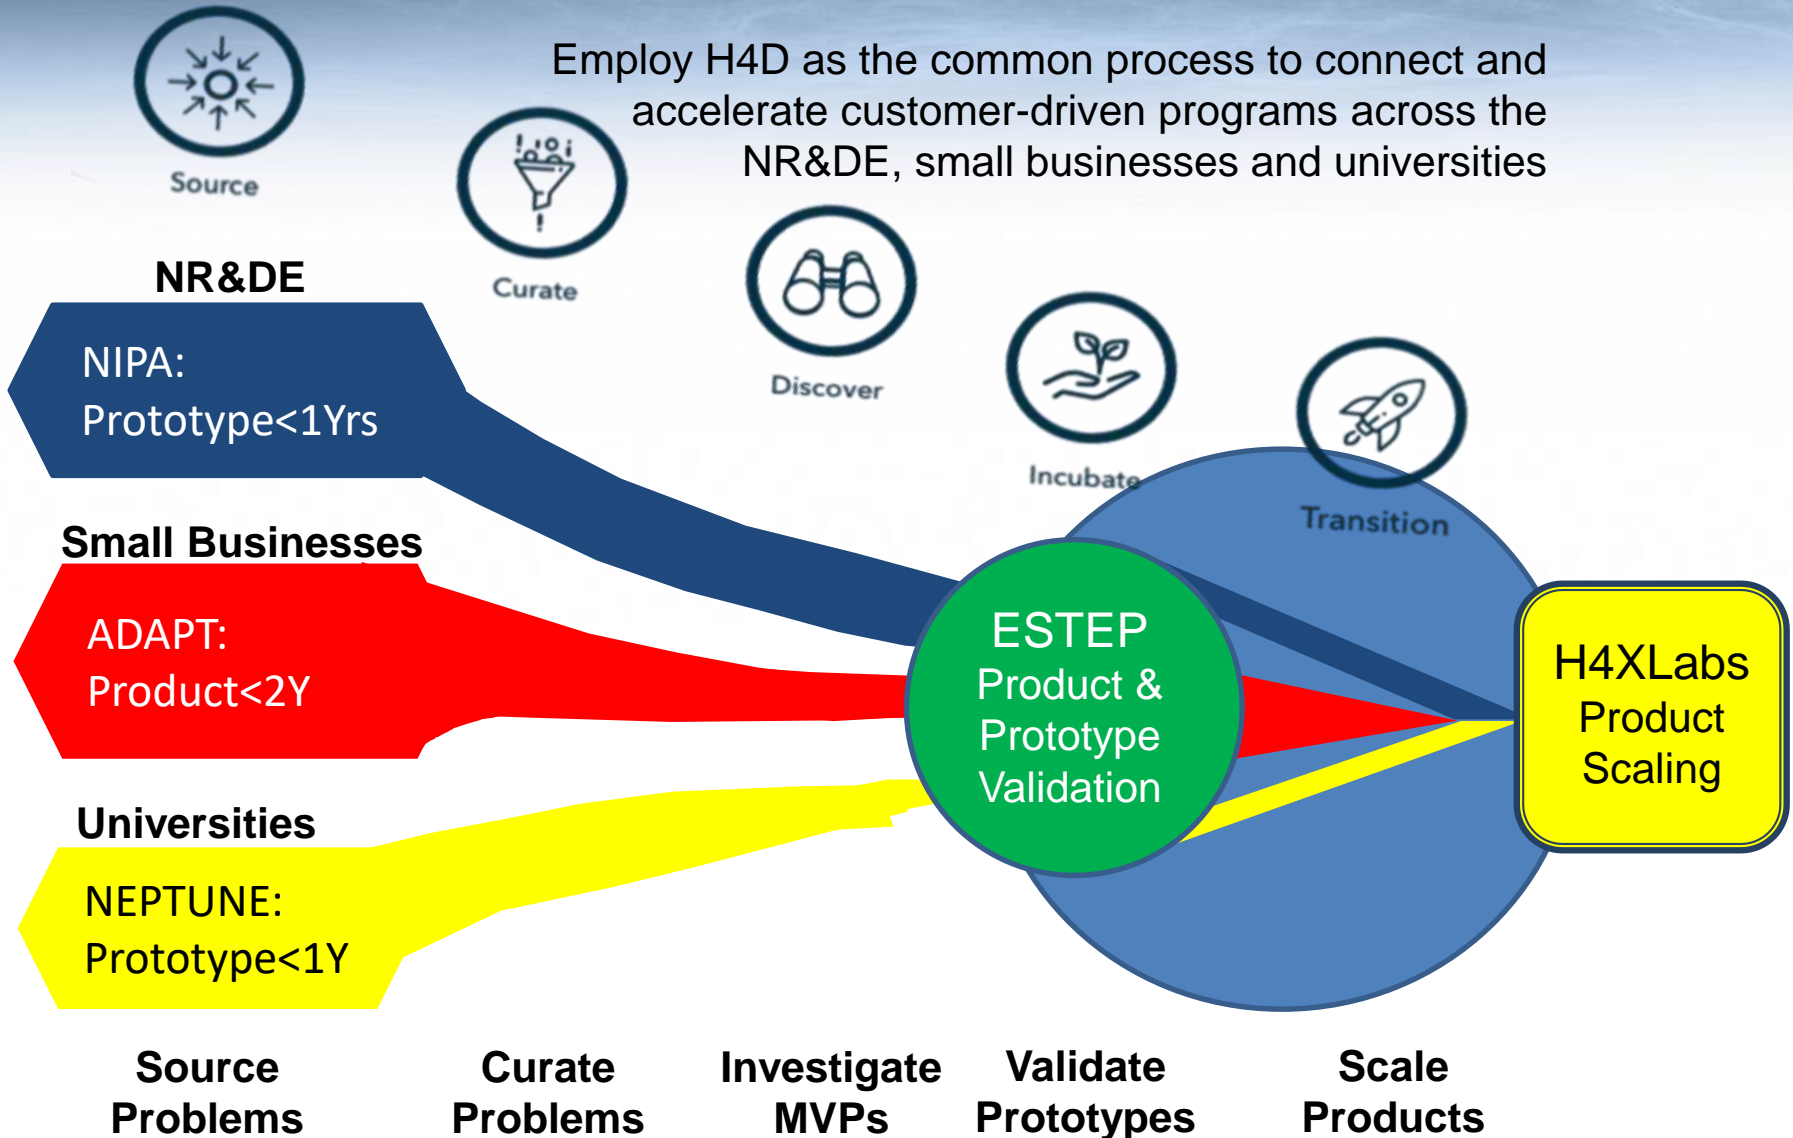 Employ H4D as the common process to connect and
accelerate customer-driven programs across the
NR&DE, small businesses and universities
Source
Curate
Discover
Incubate
Transition
NR&DE
NIPA:
Prototype<1Yrs
Small Businesses
ADAPT:
Product<2Y
Universities
NEPTUNE:
Prototype<1Y
ESTEP
Product &
Prototype
Validation
H4XLabs
Product
Scaling
Source
Problems
Curate
Problems
Investigate
MVPs
Validate
Prototypes
Scale
Products